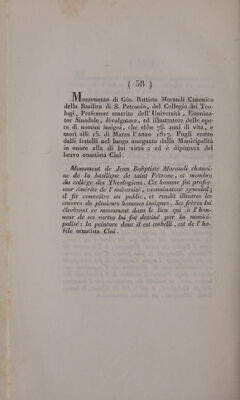 ( 58 )
Monumento di Gio. Battista Morandi Canonico
della Basilica di S. Petronio, del Collegio dei Teo-
logi, Professore emerito dell'Università, Esamina-
tor Sinodale, divulgatore, ed illustratore delle ope-
re di uomini insigni, che ebbe 76. anni di vita, e
morì alli 15. di Marzo l'anno 1817. Fugli eretto
dalli fratelli nel luogo assegnato dalla Municipalità
in onore alla di lui virtù ; ed è dipintura del
bravo ornatista Cini.
Monument de Jean Babptiste Morandi chanoi-
ne de la basilique de saint Pétrone, et membre
du collège des Theologiens. Cet homme fut profes-
seur émérite de l'université, examinateur synodal;
il fit connaitre au public, et rendit illustres les
œuvres de plusieurs hommes insignes. Ses frères lui
élevèrent ce monument dans le lieu qui à l'hon-
neur de ses vertus lui fut destiné par la munici-
palité: la peinture dont il est embelli, est de l'ha-
bile ornatiste Cini.